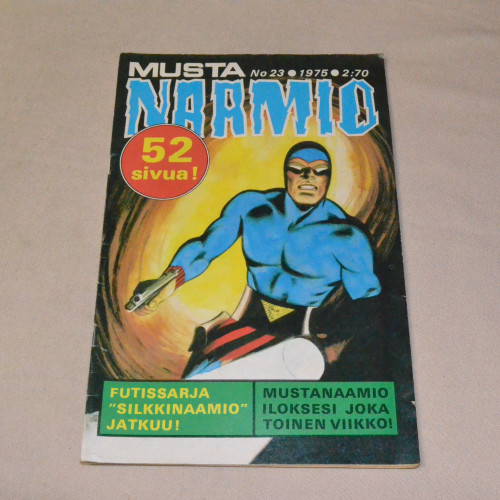 MUSTA
No 23 ● 1975 ● 2:70
NAAMIO
52
sivua!
FUTISSARJA
"SILKKINAAMIO"
JATKUU!
MUSTANAAMIO
ILOKSESI JOKA
TOINEN VIIKKO!